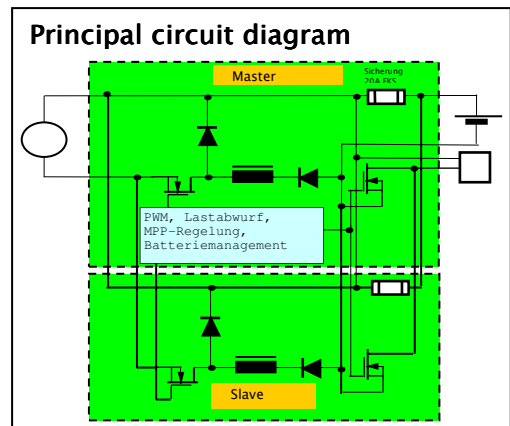 Principal circuit diagram
Master
Sicherung
20A FKS
PWM, Lastabwurf,
MPP-Regelung,
Batteriemanagement
Slave